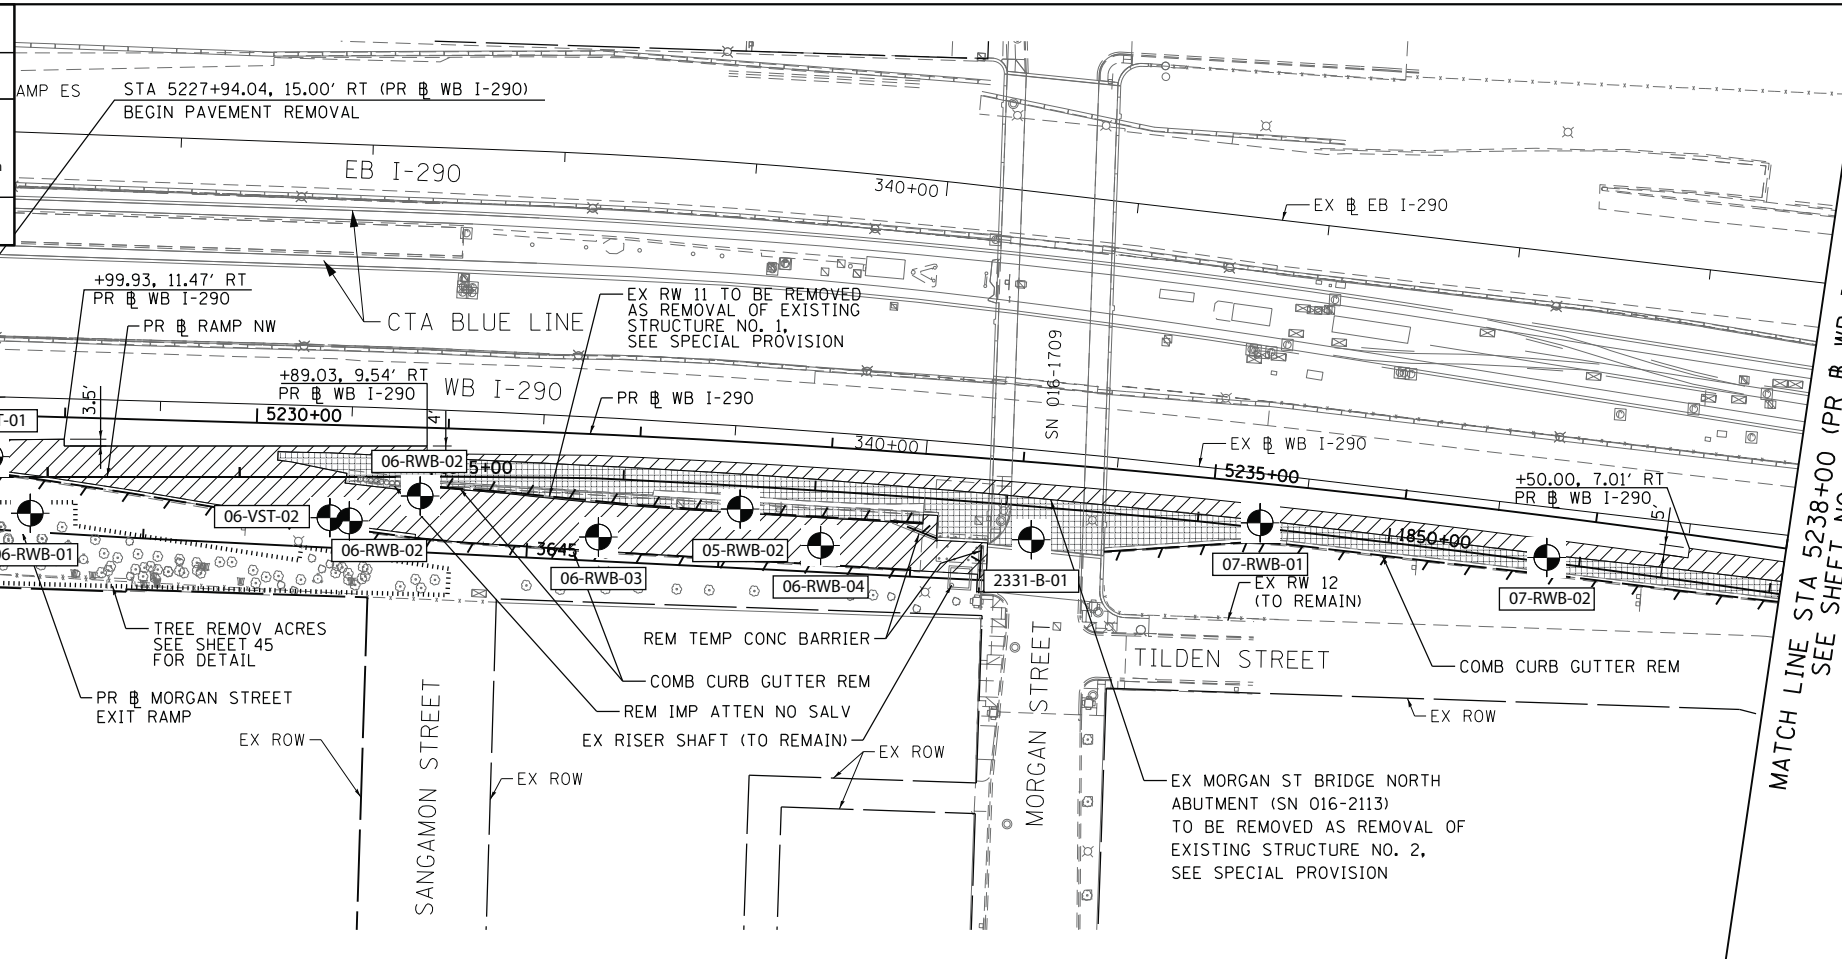 AMP ES
STA 5227+94.04, 15.00' RT (PR ℄ WB I-290)
BEGIN PAVEMENT REMOVAL
EB I-290
340+00
EX ℄ EB I-290
+99.93, 11.47' RT
PR ℄ WB I-290
PR ℄ RAMP NW
CTA BLUE LINE
EX RW 11 TO BE REMOVED
AS REMOVAL OF EXISTING
STRUCTURE NO. 1,
SEE SPECIAL PROVISION
SN 016-1709
+89.03, 9.54' RT
PR ℄ WB I-290
WB I-290
PR ℄ WB I-290
3.5'
4'
T-01
5230+00
340+00
EX ℄ WB I-290
5235+00
+50.00, 7.01' RT
PR ℄ WB I-290
5'
06-RWB-02
5+00
06-VST-02
06-RWB-01
06-RWB-02
3645
06-RWB-03
05-RWB-02
06-RWB-04
2331-B-01
07-RWB-01
1850+00
07-RWB-02
EX RW 12
(TO REMAIN)
TREE REMOV ACRES
SEE SHEET 45
FOR DETAIL
REM TEMP CONC BARRIER
TILDEN STREET
COMB CURB GUTTER REM
PR ℄ MORGAN STREET
EXIT RAMP
COMB CURB GUTTER REM
REM IMP ATTEN NO SALV
EX RISER SHAFT (TO REMAIN)
EX ROW
EX ROW
EX ROW
EX ROW
SANGAMON STREET
MORGAN STREET
EX MORGAN ST BRIDGE NORTH
ABUTMENT (SN 016-2113)
TO BE REMOVED AS REMOVAL OF
EXISTING STRUCTURE NO. 2,
SEE SPECIAL PROVISION
MATCH LINE STA 5238+00 (PR ℄ WB
SEE SHEET NO.